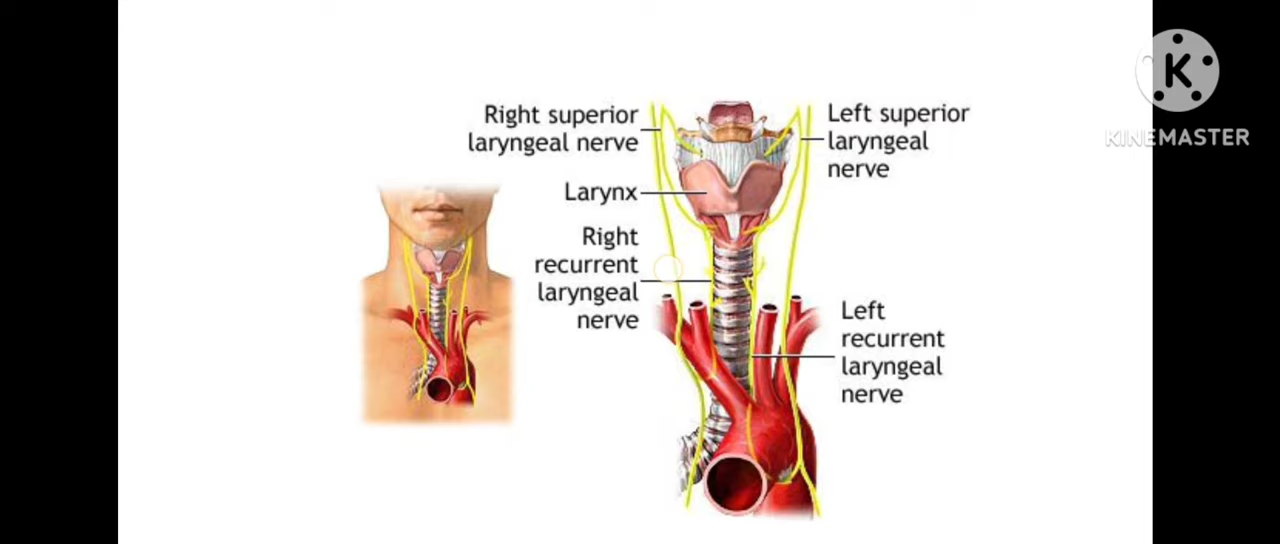 Right superior
laryngeal nerve
Left superior
laryngeal
nerve
Larynx
Right
recurrent
laryngeal
nerve
Left
recurrent
laryngeal
nerve
K
KINEMASTER